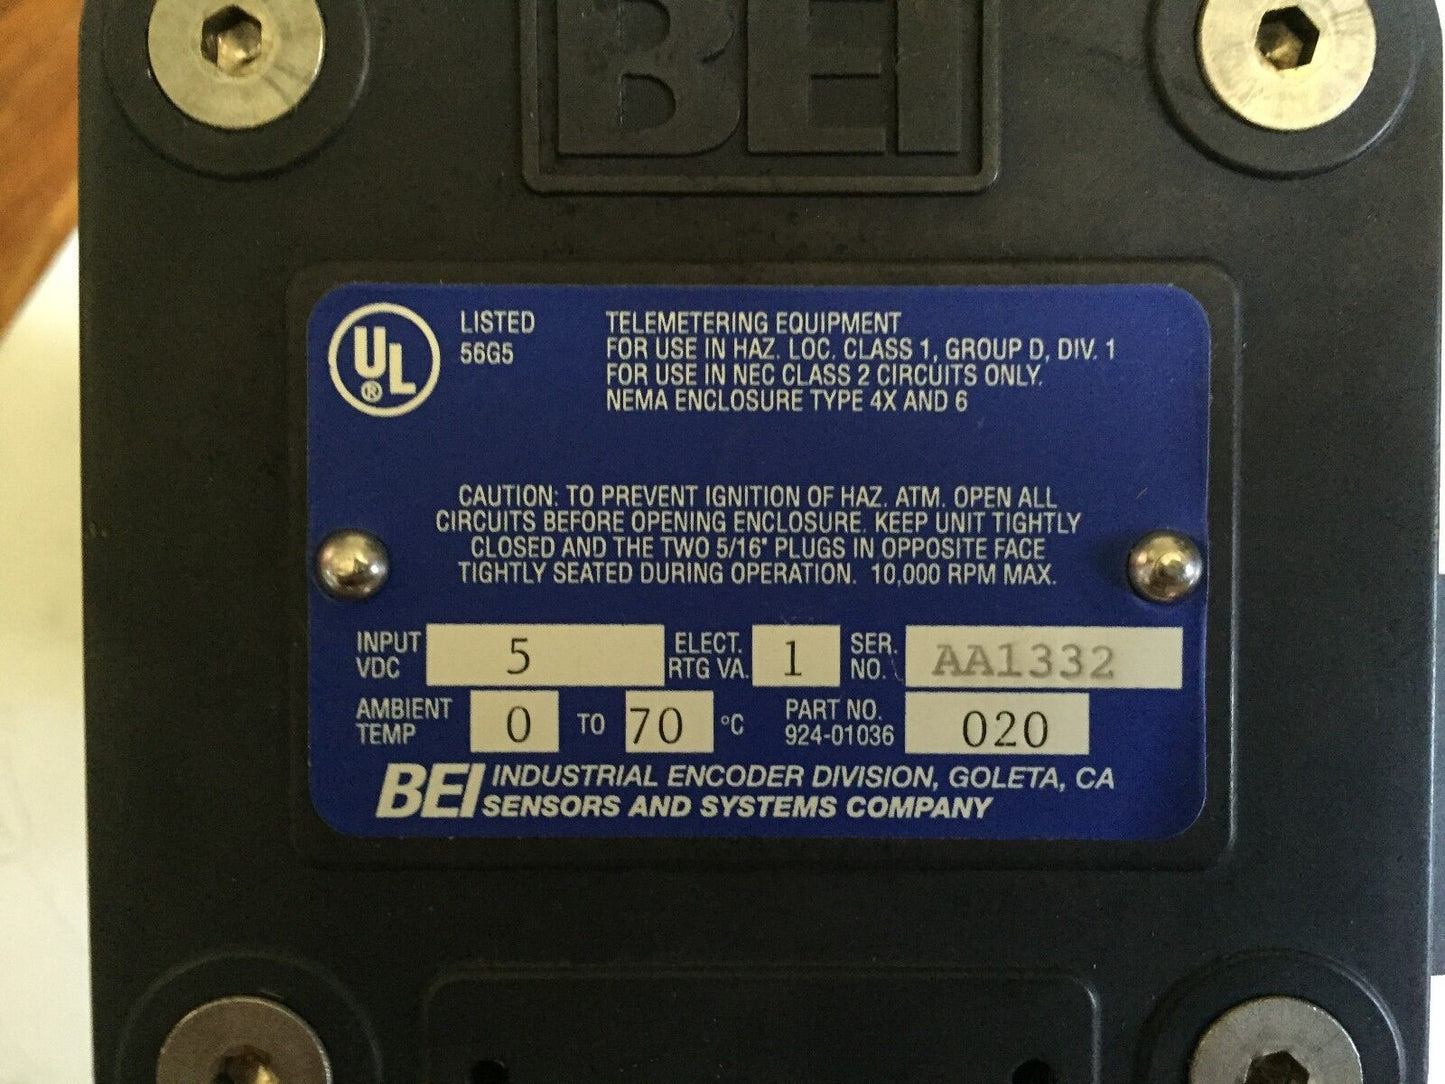 BEI
UL
®
LISTED
56G5
TELEMETERING EQUIPMENT
FOR USE IN HAZ. LOC. CLASS 1, GROUP D, DIV. 1
FOR USE IN NEC CLASS 2 CIRCUITS ONLY.
NEMA ENCLOSURE TYPE 4X AND 6
CAUTION: TO PREVENT IGNITION OF HAZ. ATM. OPEN ALL
CIRCUITS BEFORE OPENING ENCLOSURE. KEEP UNIT TIGHTLY
CLOSED AND THE TWO 5/16" PLUGS IN OPPOSITE FACE
TIGHTLY SEATED DURING OPERATION. 10,000 RPM MAX.
INPUT VDC 5 ELECT. RTG VA. 1 SER. NO. AA1332
AMBIENT TEMP 0 TO 70 °C PART NO. 924-01036 020
BEI INDUSTRIAL ENCODER DIVISION, GOLETA, CA
SENSORS AND SYSTEMS COMPANY